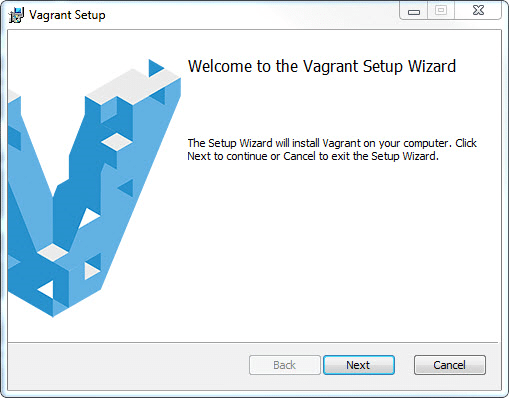 Vagrant Setup
Welcome to the Vagrant Setup Wizard
The Setup Wizard will install Vagrant on your computer. Click
Next to continue or Cancel to exit the Setup Wizard.
Back
Next
Cancel